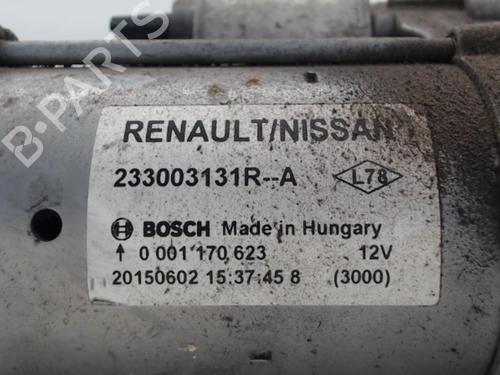 B-PARTS
RENAULT/NISSAN
233003131R--A L78
BOSCH Made in Hungary
↑ 0 001 170 623 12V
20150602 15 37 45 8 (3000)